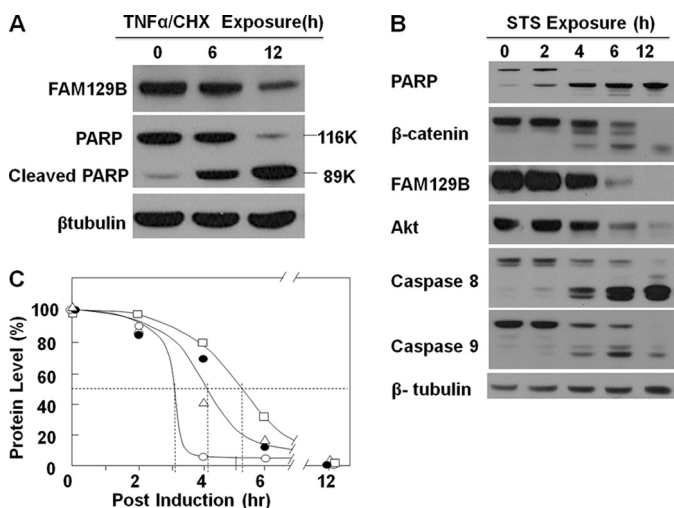 A
TNFα/CHX Exposure(h)
0 6 12
FAM129B
PARP
116K
Cleaved PARP
89K
βtubulin
B
STS Exposure (h)
0 2 4 6 12
PARP
β-catenin
FAM129B
Akt
Caspase 8
Caspase 9
β- tubulin
C
Protein Level (%)
100
80
60
40
20
0
0 2 4 6 12
Post Induction (hr)